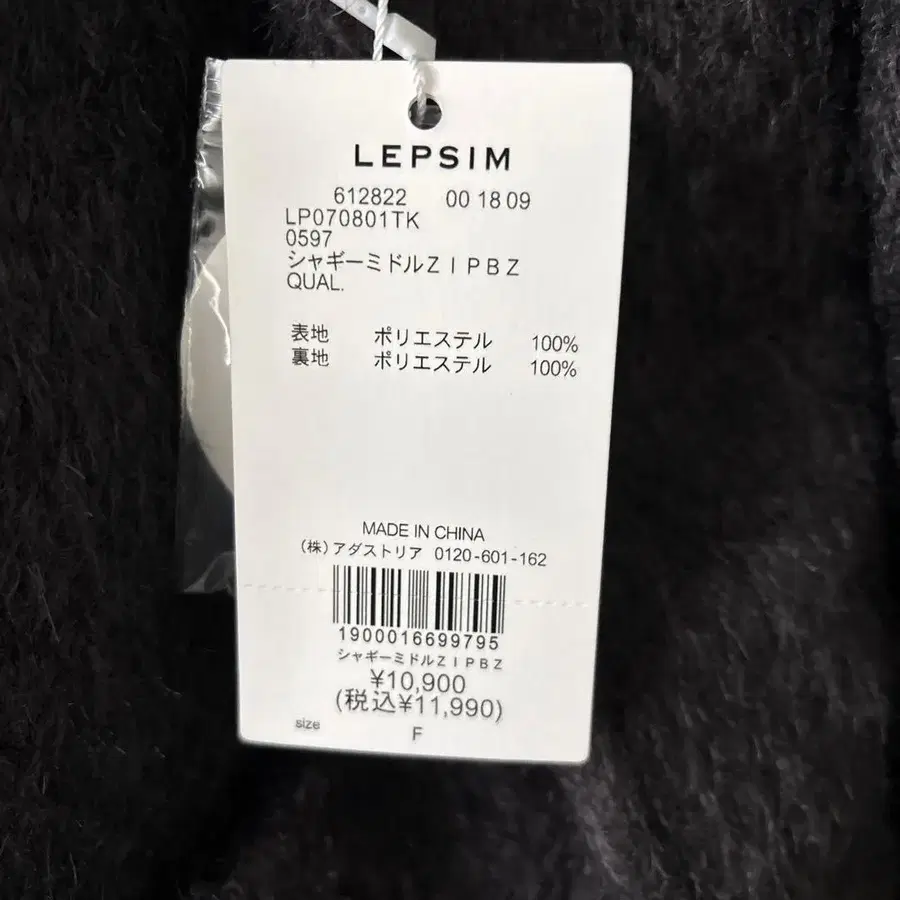 LEPSIM
612822 00 18 09
LP070801TK
0597
シャギーミドルＺＩＰＢＺ
QUAL.
表地 ポリエステル 100%
裏地 ポリエステル 100%
MADE IN CHINA
（株）アダストリア 0120-601-162
1900016699795
シャギーミドルＺＩＰＢＺ
¥10,900
(税込¥11,990)
size F